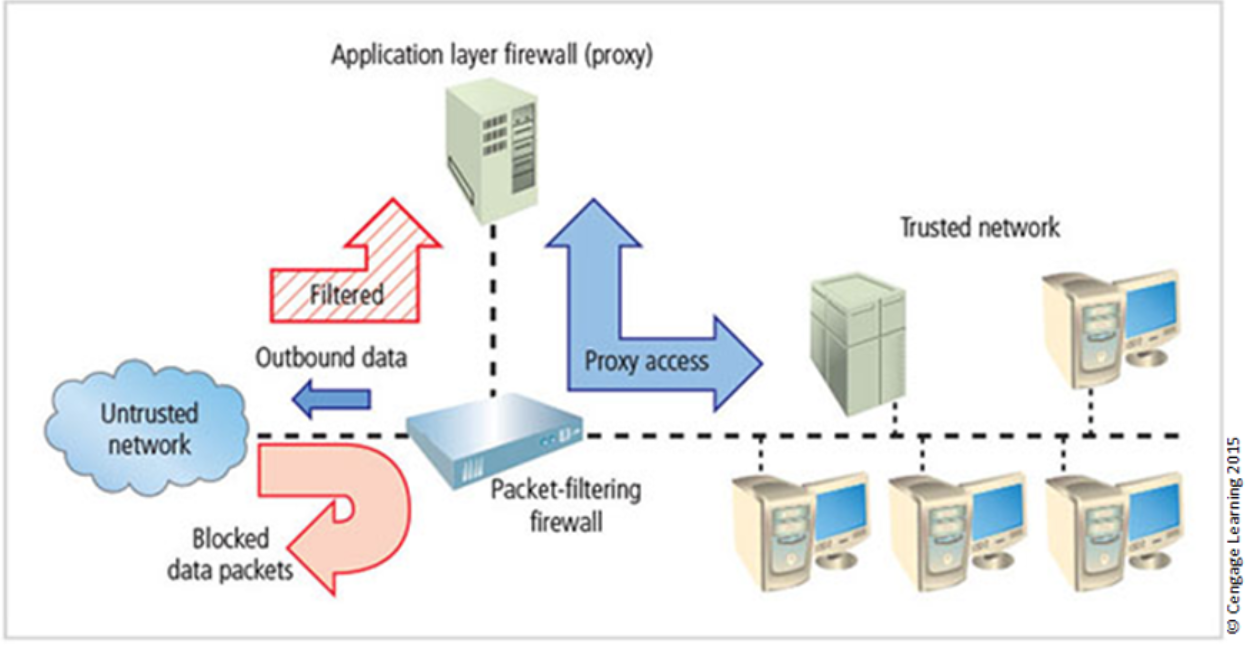 Application layer firewall (proxy)
Trusted network
Filtered
Outbound data
Proxy access
Untrusted
network
Packet-filtering
firewall
Blocked
data packets
© Cengage Learning 2015